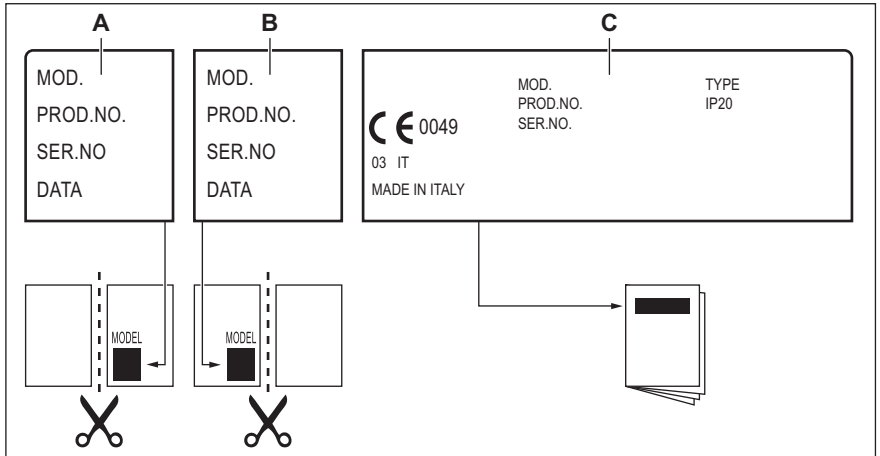 A
B
C
MOD.
PROD.NO.
SER.NO
DATA
MOD.
PROD.NO.
SER.NO
DATA
MOD.
PROD.NO.
SER.NO.
TYPE
IP20
CE 0049
03 IT
MADE IN ITALY
MODEL
MODEL